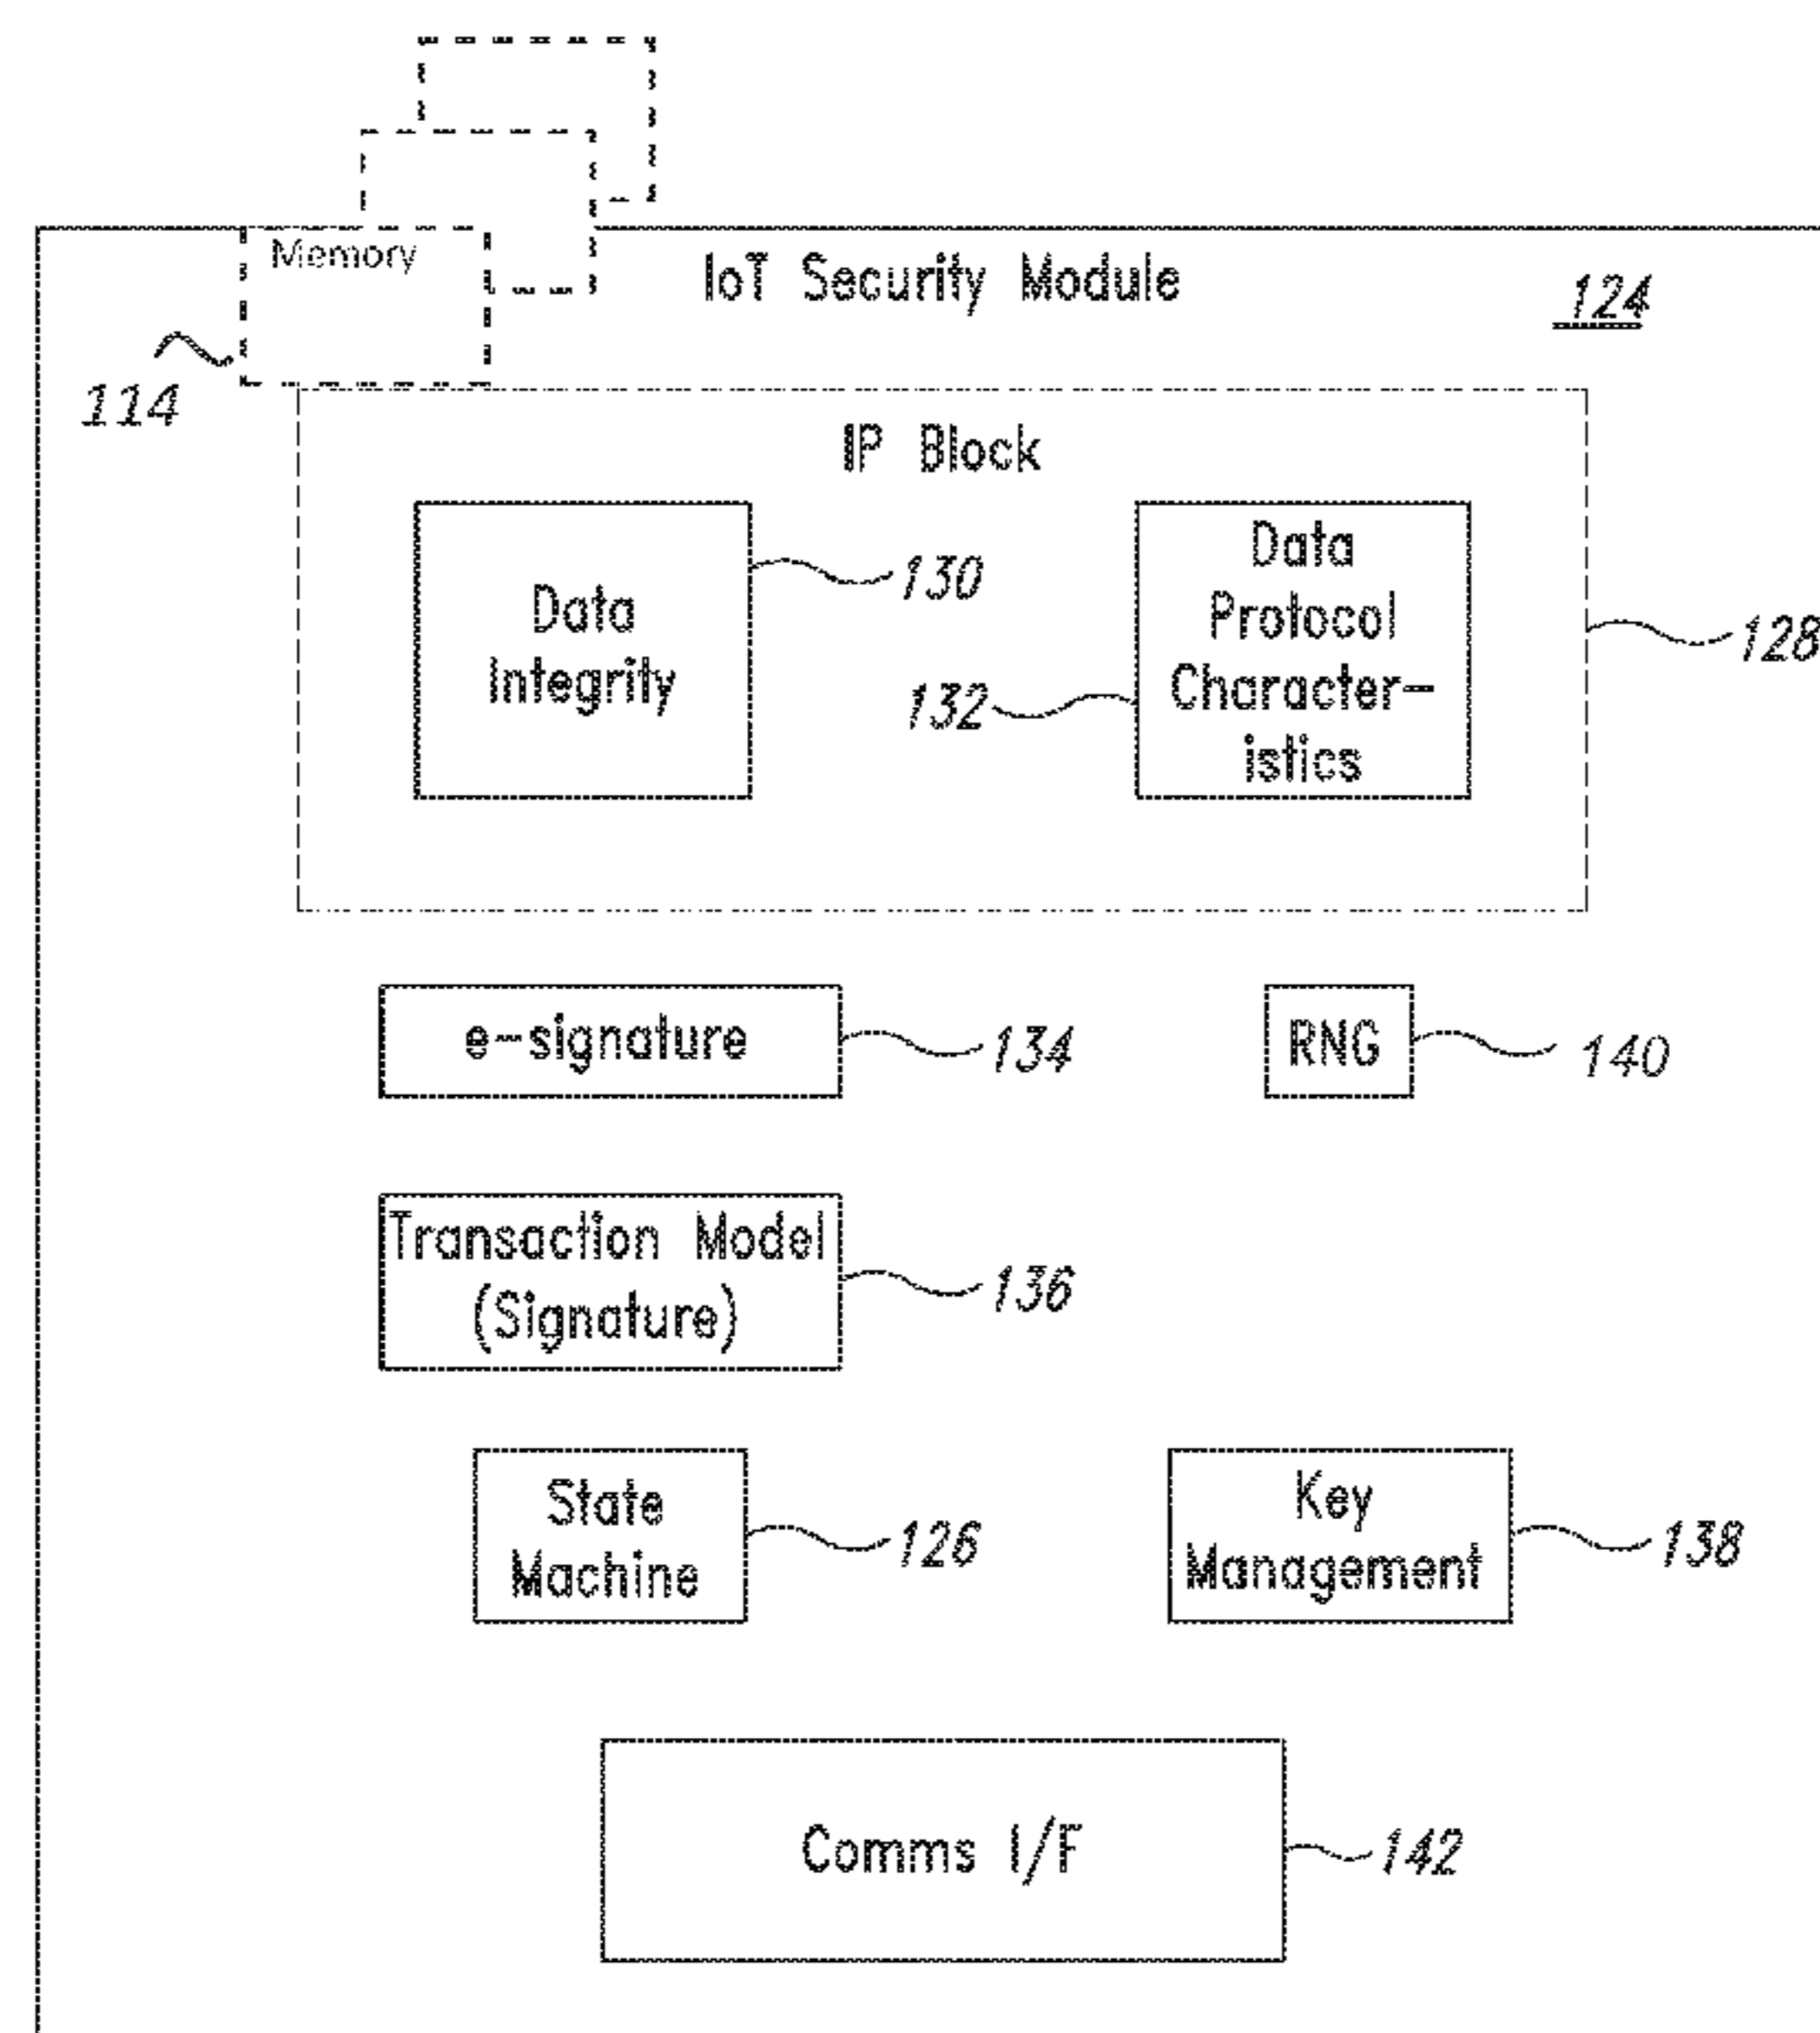 Memory
IoT Security Module
124
114
IP Block
Data
Integrity
130
Data
Protocol
Character-
istics
132
128
e-signature
134
RNG
140
Transaction Model
(Signature)
136
State
Machine
126
Key
Management
138
Comms I/F
142